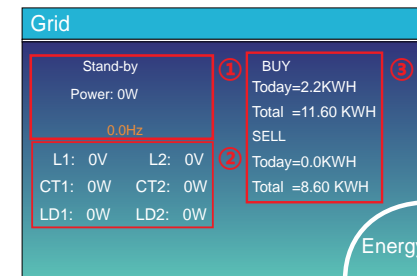 Grid
Stand-by
Power: 0W
0.0Hz
①
L1: 0V L2: 0V
CT1: 0W CT2: 0W
LD1: 0W LD2: 0W
②
BUY
Today=2.2KWH
Total =11.60 KWH
SELL
Today=0.0KWH
Total =8.60 KWH
③
Energy